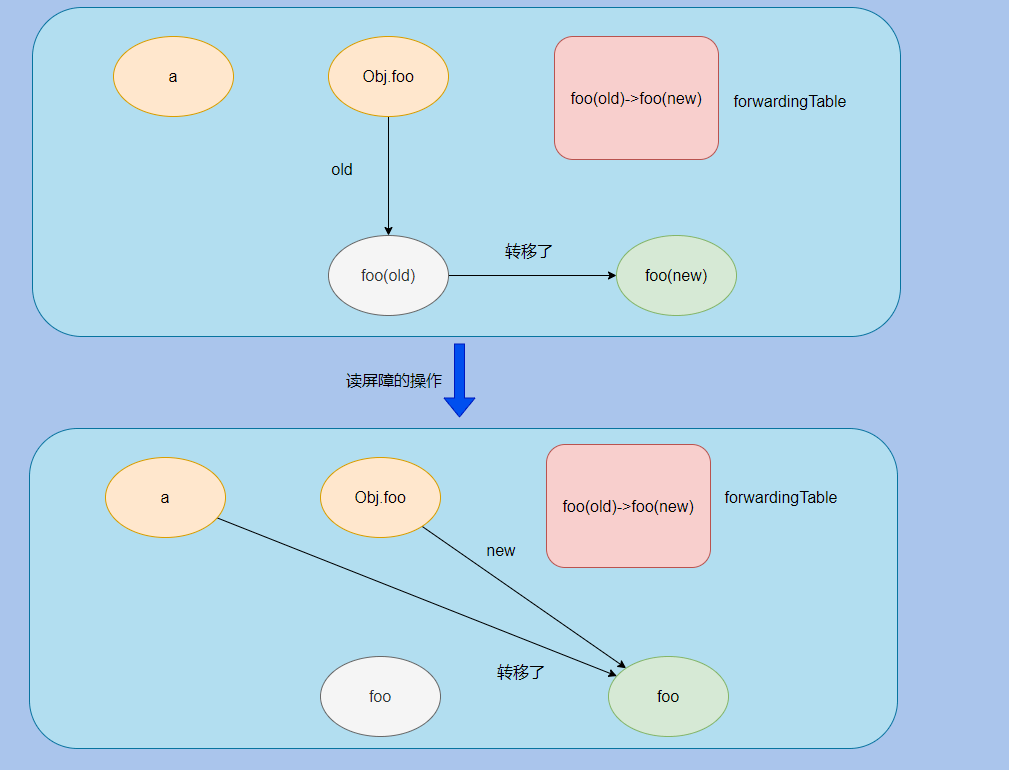 a
Obj.foo
foo(old)->foo(new)
forwardingTable
old
转移了
foo(old)
foo(new)
读屏障的操作
a
Obj.foo
foo(old)->foo(new)
forwardingTable
new
转移了
foo
foo